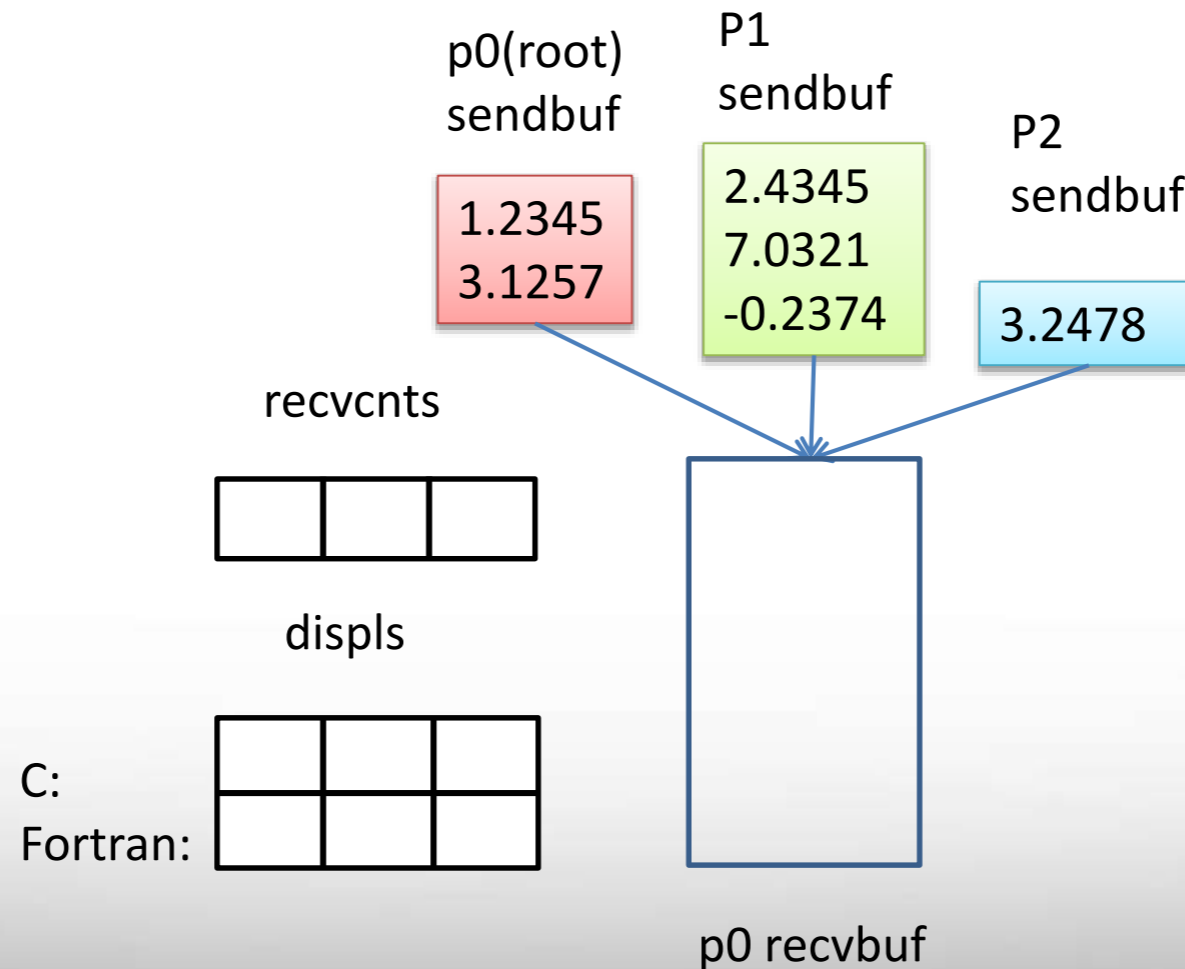 p0(root)
sendbuf
P1
sendbuf
P2
sendbuf
1.2345
3.1257
2.4345
7.0321
-0.2374
3.2478
recvcnts
displs
C:
Fortran:
p0 recvbuf